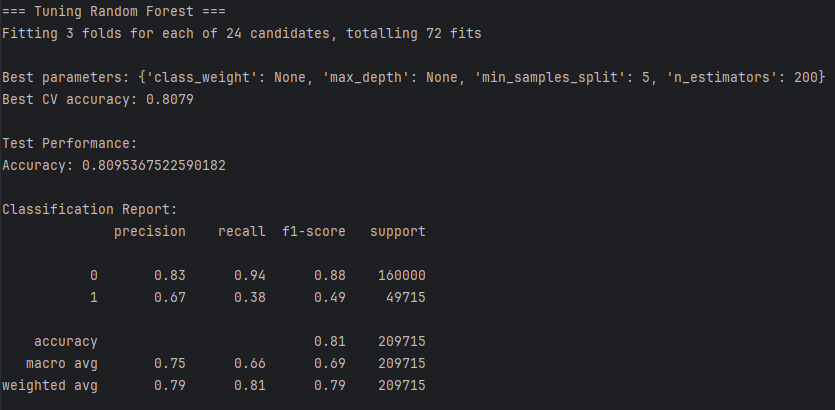 === Tuning Random Forest ===
Fitting 3 folds for each of 24 candidates, totalling 72 fits
Best parameters: {'class_weight': None, 'max_depth': None, 'min_samples_split': 5, 'n_estimators': 200}
Best CV accuracy: 0.8079
Test Performance:
Accuracy: 0.8095367522590182
Classification Report:
precision recall f1-score support
0 0.83 0.94 0.88 160000
1 0.67 0.38 0.49 49715
accuracy 0.81 209715
macro avg 0.75 0.66 0.69 209715
weighted avg 0.79 0.81 0.79 209715